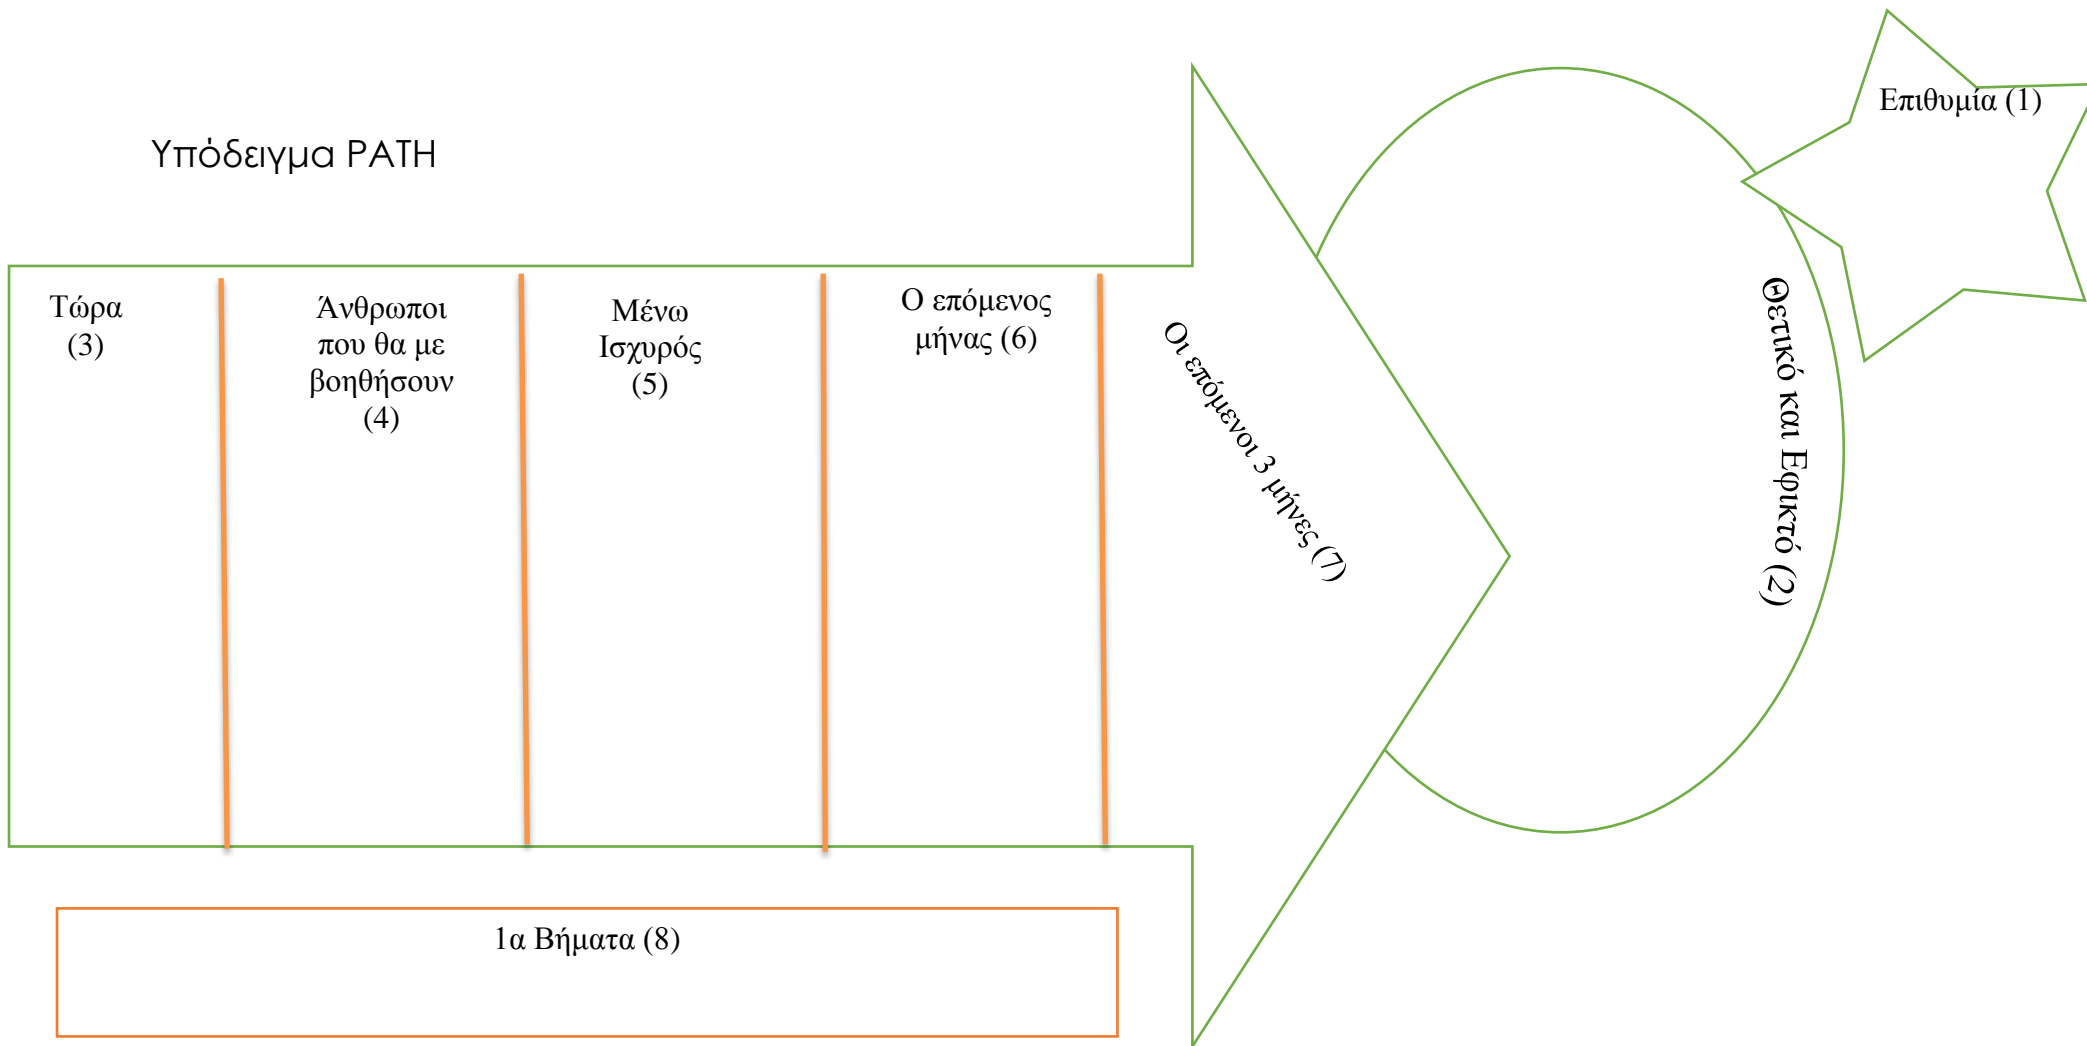 Υπόδειγμα PATH
Επιθυμία (1)
Τώρα
(3)
Άνθρωποι
που θα με
βοηθήσουν
(4)
Μένω
Ισχυρός
(5)
Ο επόμενος
μήνας (6)
Οι επόμενοι 3 μήνες (7)
Θετικό και Εφικτό (2)
1α Βήματα (8)